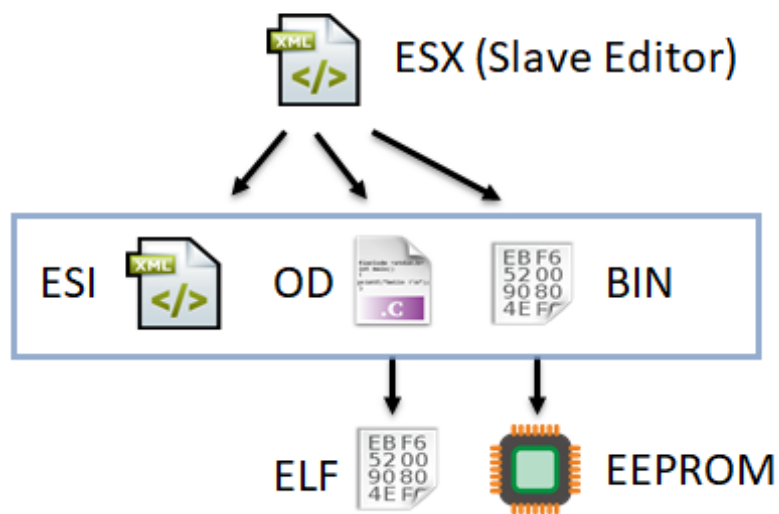 XML
</>
ESX (Slave Editor)
ESI
XML
</>
OD
.C
EB F6
52 00
90 80
4E FC
BIN
ELF
EB F6
52 00
90 80
4E FC
EEPROM